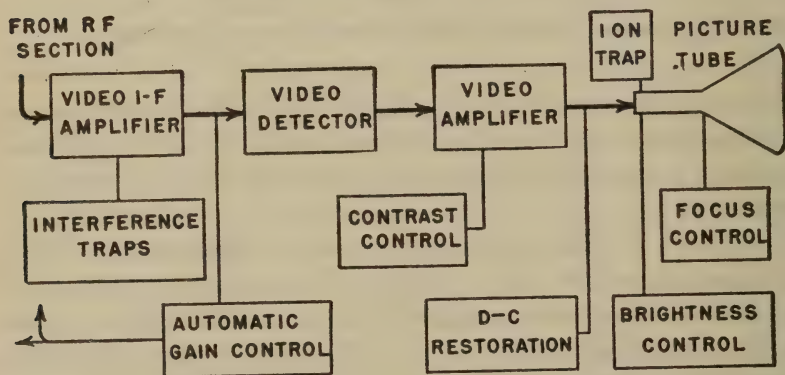 FROM RF
SECTION
ION
TRAP
PICTURE
TUBE
VIDEO I-F
AMPLIFIER
VIDEO
DETECTOR
VIDEO
AMPLIFIER
INTERFERENCE
TRAPS
CONTRAST
CONTROL
FOCUS
CONTROL
AUTOMATIC
GAIN CONTROL
D-C
RESTORATION
BRIGHTNESS
CONTROL